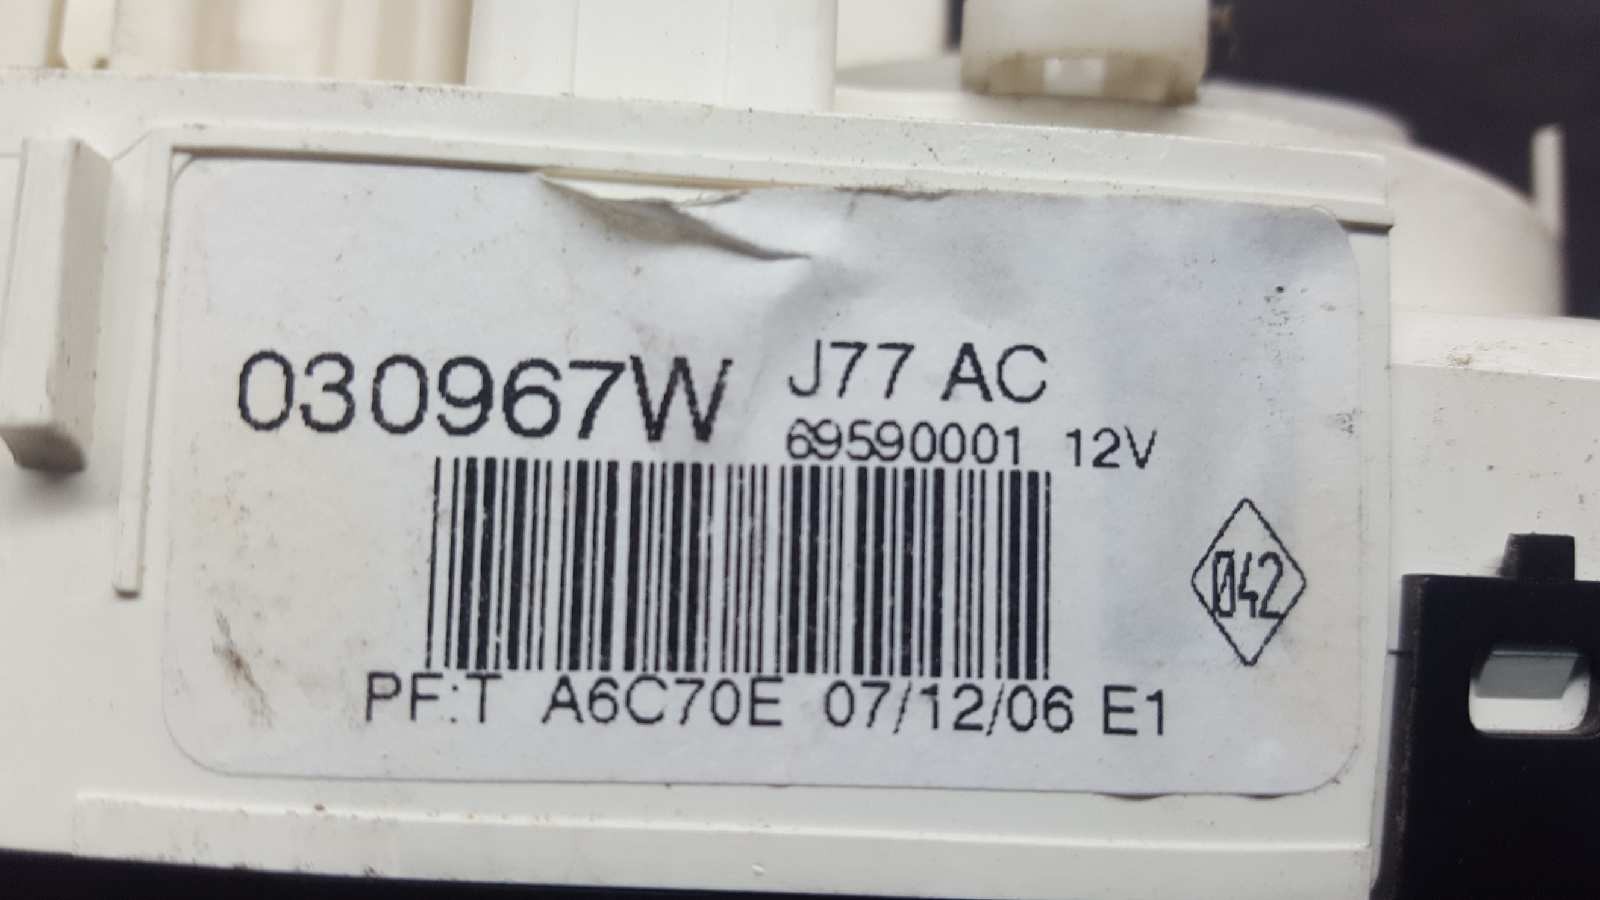 030967W J77 AC
69590001 12V
042
PF:T A6C70E 07/12/06 E1